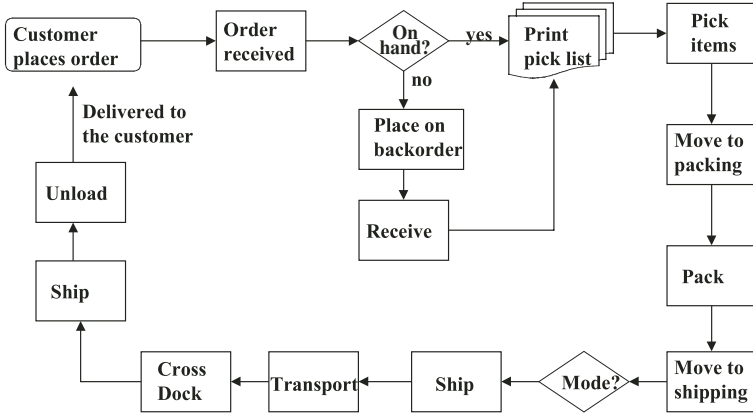 Customer
places order
Order
received
On
hand?
yes
Print
pick list
Pick
items
no
Delivered to
the customer
Place on
backorder
Move to
packing
Unload
Receive
Ship
Pack
Cross
Dock
Transport
Ship
Mode?
Move to
shipping